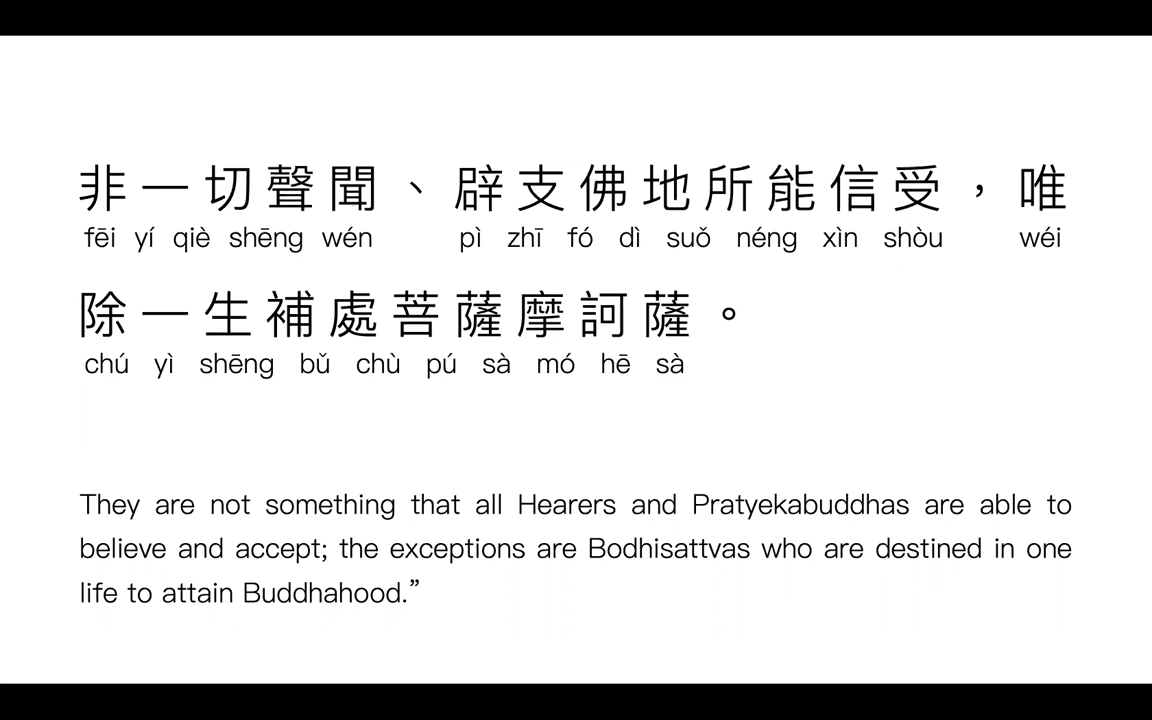 非一切聲聞、辟支佛地所能信受，唯
fēi yí qiè shēng wén pì zhī fó dì suǒ néng xìn shòu wéi
除一生補處菩薩摩訶薩。
chú yì shēng bǔ chù pú sà mó hē sà
They are not something that all Hearers and Pratyekabuddhas are able to
believe and accept; the exceptions are Bodhisattvas who are destined in one
life to attain Buddhahood.”